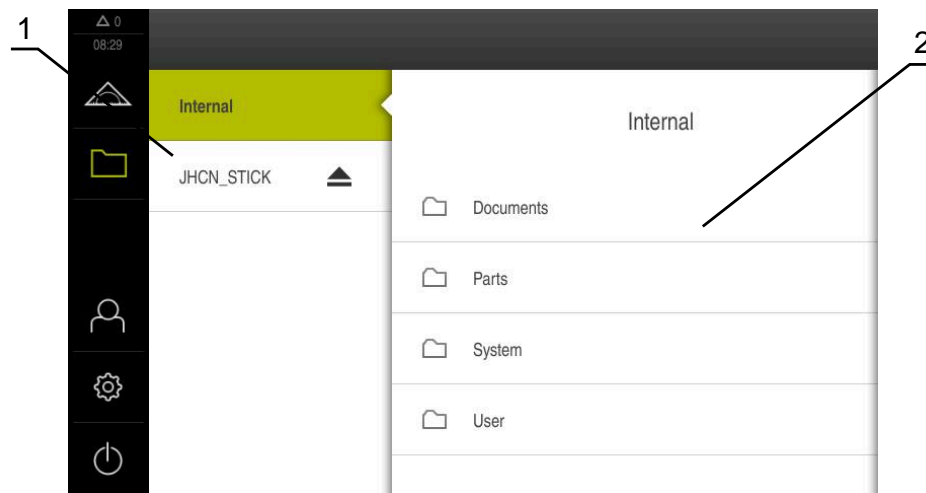 1
0
08:29
2
Internal
Internal
JHCN_STICK
Documents
Parts
System
User